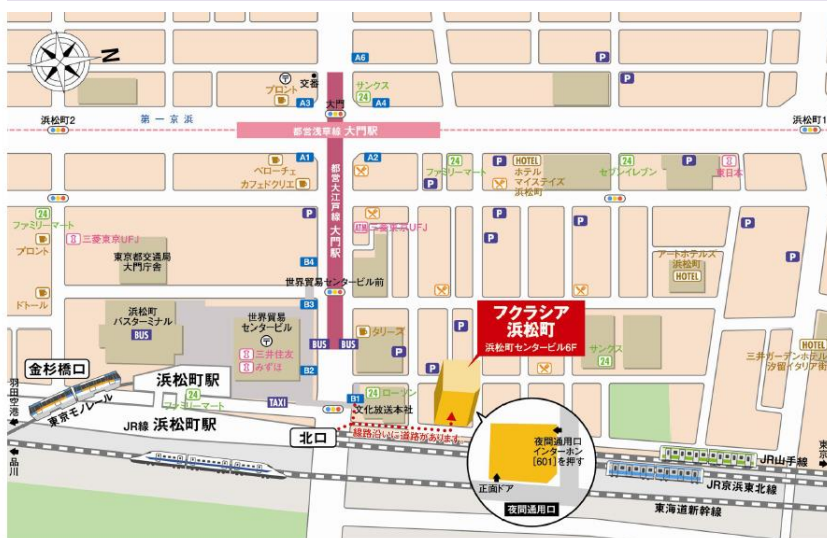 N
A6
P
交番
プロント
A3
サンクス
24
A4
大門
浜松町2
第一京浜
浜松町1
都営浅草線 大門駅
A1
ベローチェ
カフェドクリエ
A2
24
ファミリーマート
P
HOTEL
ホテル
マイステイズ
浜松町
24
セブンイレブン
P
東日本
都営大江戸線 大門駅
24
ファミリーマート
プロント
三菱東京UFJ
東京都交通局
大門庁舎
P
ATM
三菱東京UFJ
B4
世界貿易センタービル前
アートホテルズ
浜松町
HOTEL
ドトール
浜松町
バスターミナル
BUS
世界貿易
センタービル
三井住友
みずほ
B3
BUS
BUS
B2
タリーズ
P
フクラシア
浜松町
浜松町センタービル6F
サンクス
24
HOTEL
三井ガーデンホテル
汐留イタリア街
金杉橋口
浜松町駅
24
ファミリーマート
TAXI
B1
24
ローソン
文化放送本社
羽田空港
東京モノレール
JR線 浜松町駅
北口
線路沿いに道路があります
品川
夜間通用口
インターホン
[601]を押す
正面ドア
夜間通用口
JR山手線
JR京浜東北線
東海道新幹線
東京